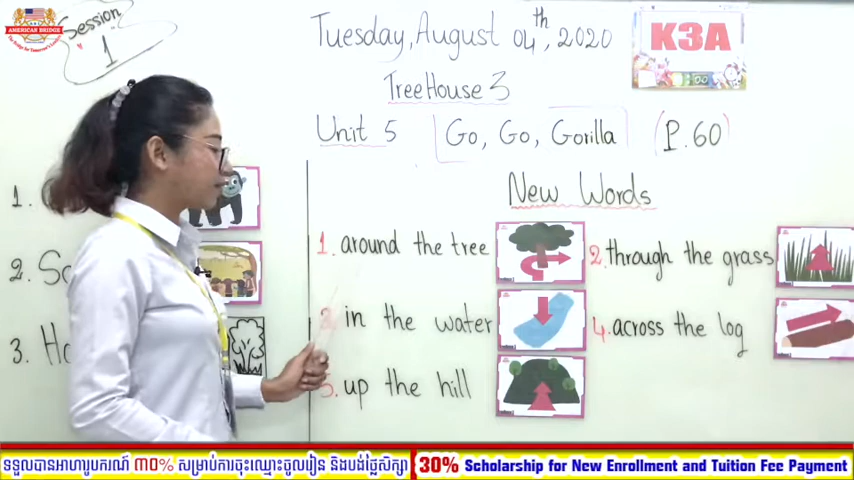 AMERICAN BRIDGE
Session
1
Tuesday, August 04th, 2020
K3A
TreeHouse 3
Unit 5
Go, Go, Gorilla
(P.60)
New Words
1.
2.
3.
1. around the tree
2. through the grass
in the water
4. across the log
5. up the hill
ទទួលបានអាហារូបករណ៍ ៣០% សម្រាប់ការចុះឈ្មោះចូលរៀន និងបង់ថ្លៃសិក្សា
30% Scholarship for New Enrollment and Tuition Fee Payment